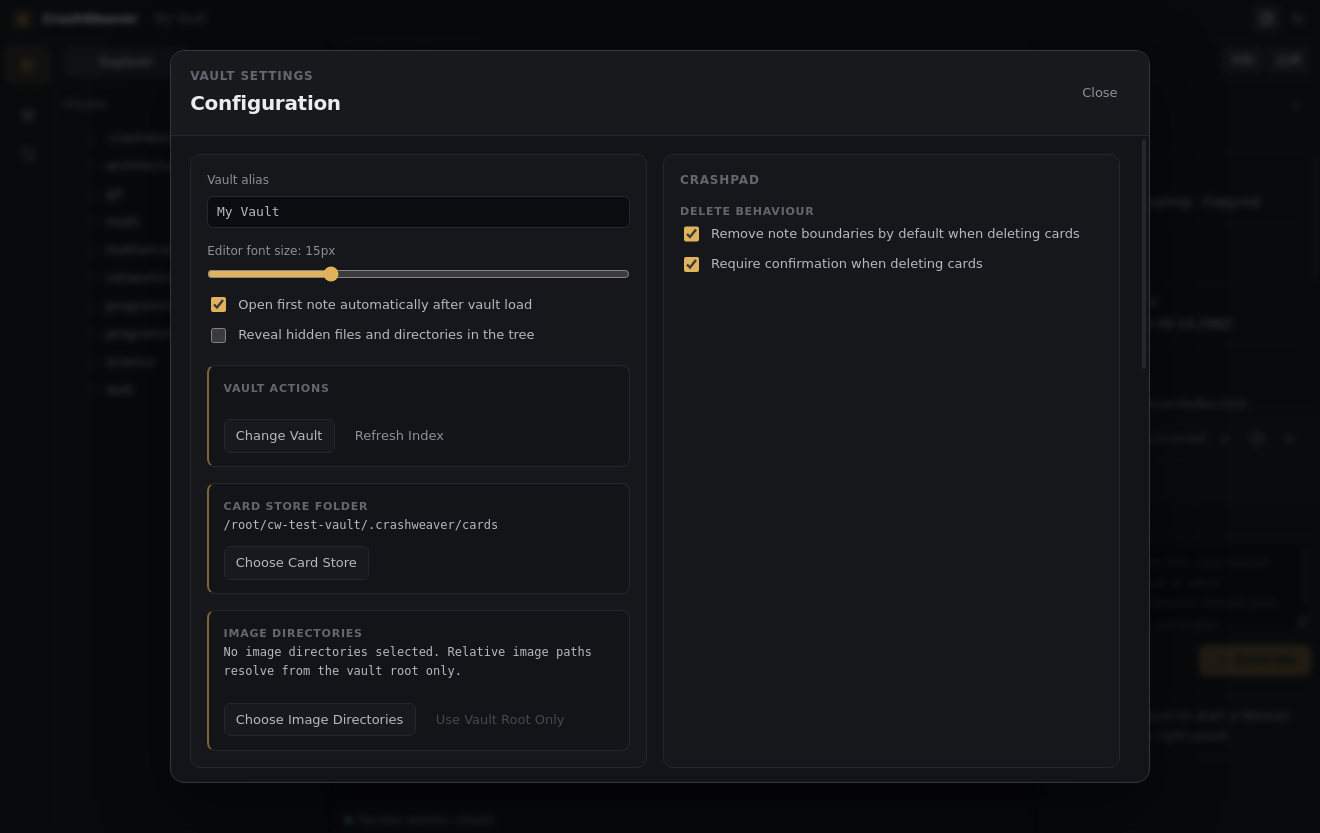 CrashWeaver
My Vault
Explorer
VAULT SETTINGS
Configuration
Close
Vault alias
My Vault
Editor font size: 15px
Open first note automatically after vault load
Reveal hidden files and directories in the tree
VAULT ACTIONS
Change Vault
Refresh Index
CARD STORE FOLDER
/root/cw-test-vault/.crashweaver/cards
Choose Card Store
IMAGE DIRECTORIES
No image directories selected. Relative image paths
resolve from the vault root only.
Choose Image Directories
Use Vault Root Only
CRASHPAD
DELETE BEHAVIOUR
Remove note boundaries by default when deleting cards
Require confirmation when deleting cards